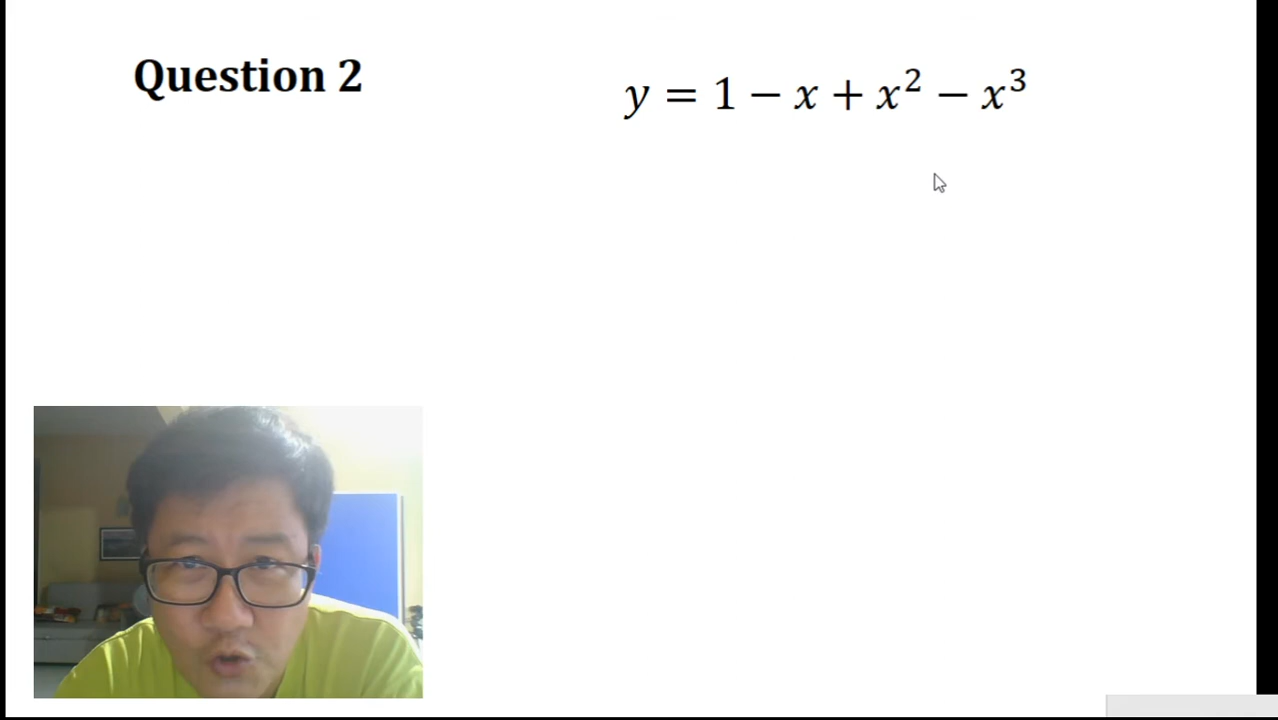 Question 2
y = 1 − x + x² − x³